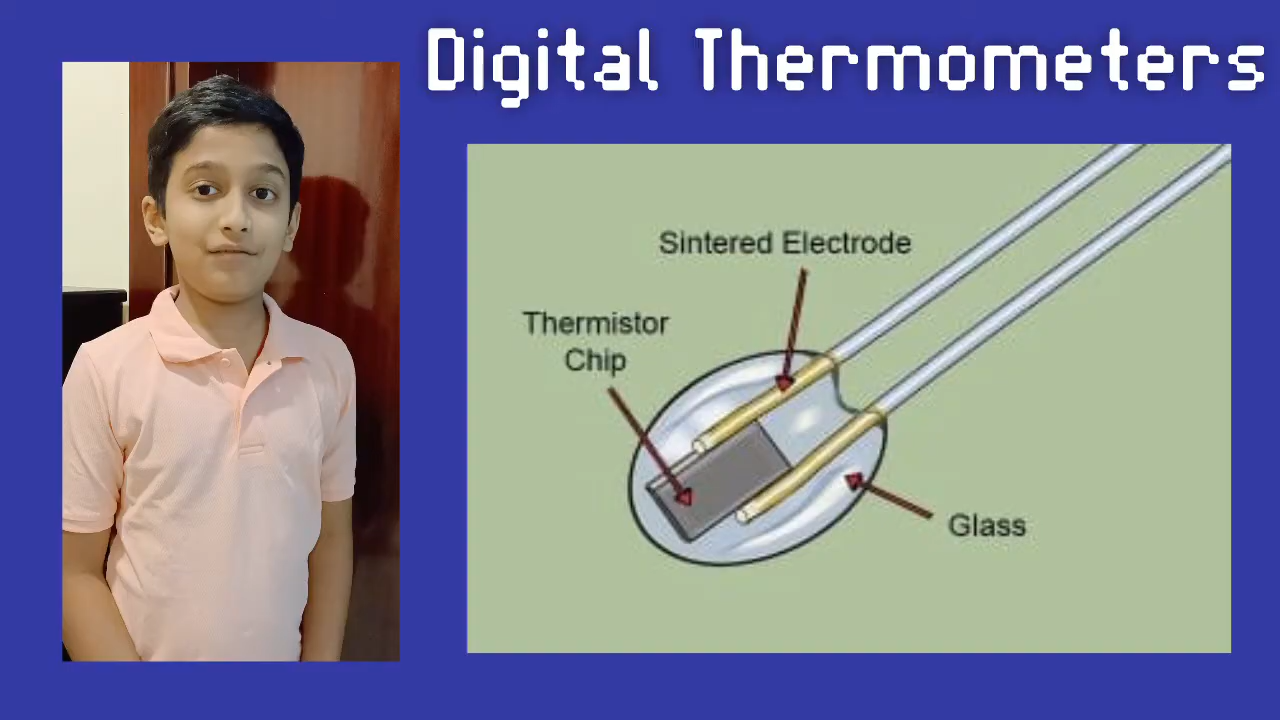 Digital Thermometers
Sintered Electrode
Thermistor
Chip
Glass